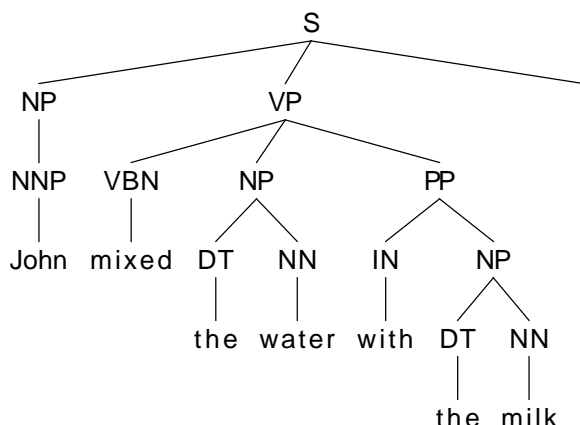 S
NP VP
NNP VBN NP PP
John mixed DT NN IN NP
the water with DT NN
the milk